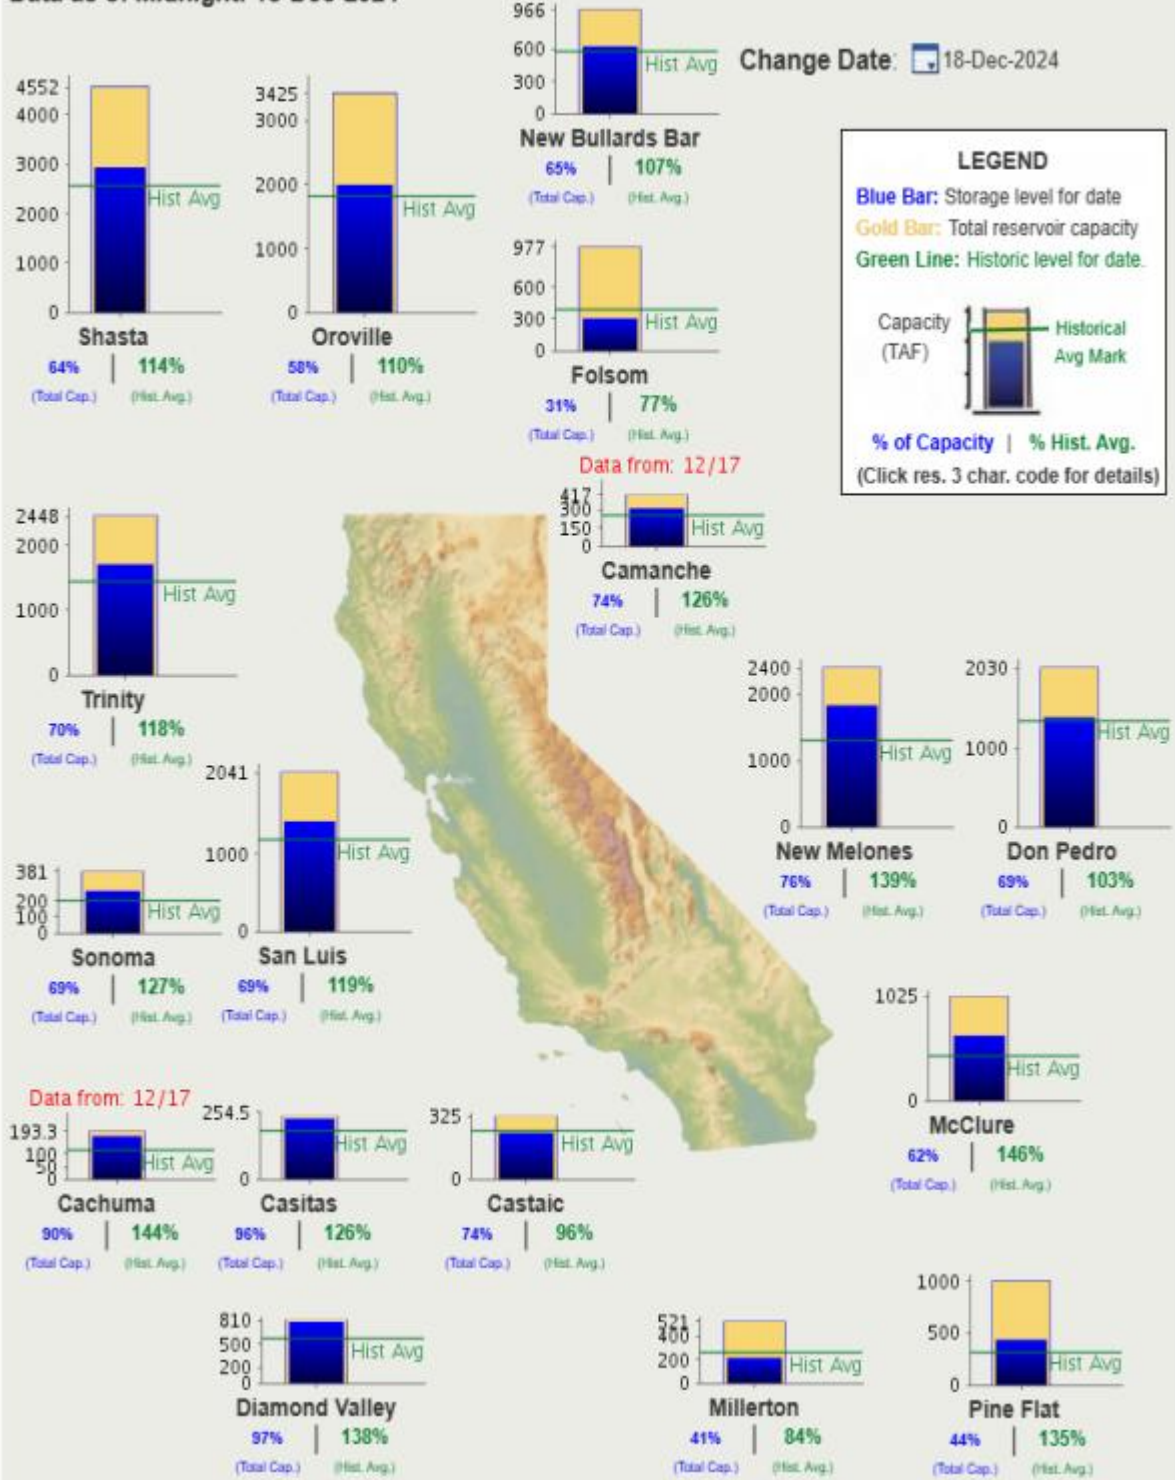 Change Date: 18-Dec-2024
LEGEND
Blue Bar: Storage level for date
Gold Bar: Total reservoir capacity
Green Line: Historic level for date.
Capacity
(TAF)
Historical
Avg Mark
% of Capacity | % Hist. Avg.
(Click res. 3 char. code for details)
966
600
300
0
Hist Avg
New Bullards Bar
65% | 107%
(Total Cap.) (Hist. Avg.)
4552
4000
3000
2000
1000
0
Hist Avg
Shasta
64% | 114%
(Total Cap.) (Hist. Avg.)
3425
3000
2000
1000
0
Hist Avg
Oroville
58% | 110%
(Total Cap.) (Hist. Avg.)
977
600
300
0
Hist Avg
Folsom
31% | 77%
(Total Cap.) (Hist. Avg.)
Data from: 12/17
417
300
150
0
Hist Avg
Camanche
74% | 126%
(Total Cap.) (Hist. Avg.)
2448
2000
1000
0
Hist Avg
Trinity
70% | 118%
(Total Cap.) (Hist. Avg.)
2400
2000
1000
0
Hist Avg
New Melones
76% | 139%
(Total Cap.) (Hist. Avg.)
2030
1000
0
Hist Avg
Don Pedro
69% | 103%
(Total Cap.) (Hist. Avg.)
381
200
100
0
Hist Avg
Sonoma
69% | 127%
(Total Cap.) (Hist. Avg.)
2041
1000
0
Hist Avg
San Luis
69% | 119%
(Total Cap.) (Hist. Avg.)
1025
0
Hist Avg
McClure
62% | 146%
(Total Cap.) (Hist. Avg.)
Data from: 12/17
193.3
100
50
0
Hist Avg
Cachuma
90% | 144%
(Total Cap.) (Hist. Avg.)
254.5
0
Hist Avg
Casitas
96% | 126%
(Total Cap.) (Hist. Avg.)
325
0
Hist Avg
Castaic
74% | 96%
(Total Cap.) (Hist. Avg.)
810
500
200
0
Hist Avg
Diamond Valley
97% | 138%
(Total Cap.) (Hist. Avg.)
521
400
200
0
Hist Avg
Millerton
41% | 84%
(Total Cap.) (Hist. Avg.)
1000
500
0
Hist Avg
Pine Flat
44% | 135%
(Total Cap.) (Hist. Avg.)